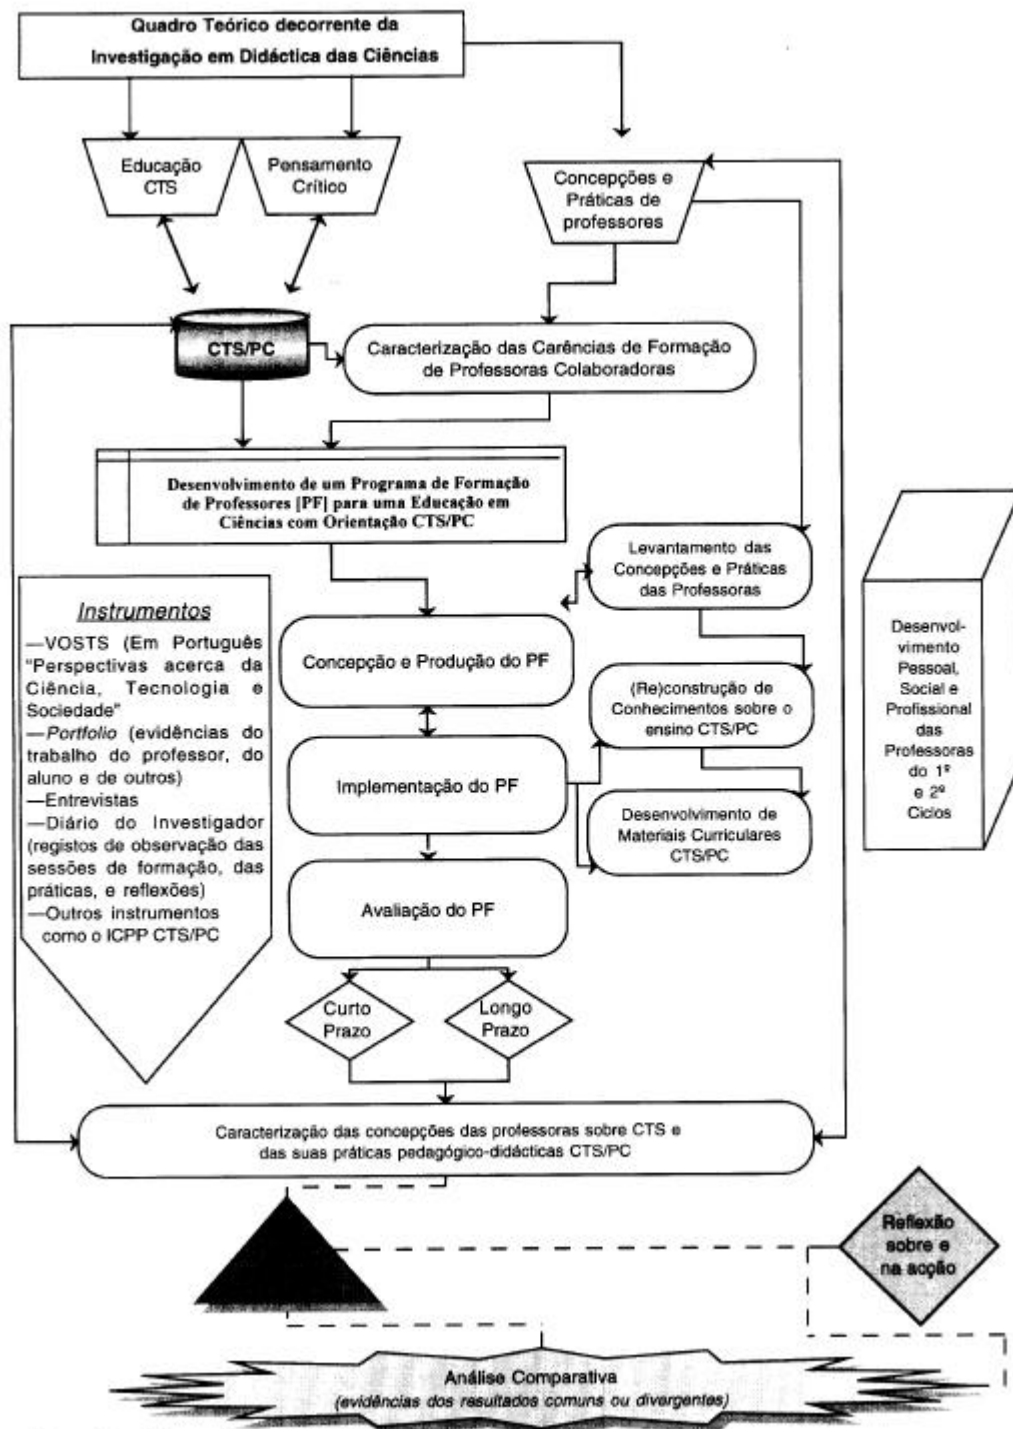 Quadro Teórico decorrente da
Investigação em Didáctica das Ciências
Educação
CTS
Pensamento
Crítico
Concepções e
Práticas de
professores
CTS/PC
Caracterização das Carências de Formação
de Professoras Colaboradoras
Desenvolvimento de um Programa de Formação
de Professores [PF] para uma Educação em
Ciências com Orientação CTS/PC
Levantamento das
Concepções e Práticas
das Professoras
Instrumentos
—VOSTS (Em Português
"Perspectivas acerca da
Ciência, Tecnologia e
Sociedade"
—Portfolio (evidências do
trabalho do professor, do
aluno e de outros)
—Entrevistas
—Diário do Investigador
(registos de observação das
sessões de formação, das
práticas, e reflexões)
—Outros instrumentos
como o ICPP CTS/PC
Concepção e Produção do PF
(Re)construção de
Conhecimentos sobre o
ensino CTS/PC
Implementação do PF
Desenvolvimento de
Materiais Curriculares
CTS/PC
Avaliação do PF
Desenvol-
vimento
Pessoal,
Social e
Profissional
das
Professoras
do 1º
e 2º
Ciclos
Curto
Prazo
Longo
Prazo
Caracterização das concepções das professoras sobre CTS e
das suas práticas pedagógico-didácticas CTS/PC
Reflexão
sobre e
na acção
Análise Comparativa
(evidências dos resultados comuns ou divergentes)